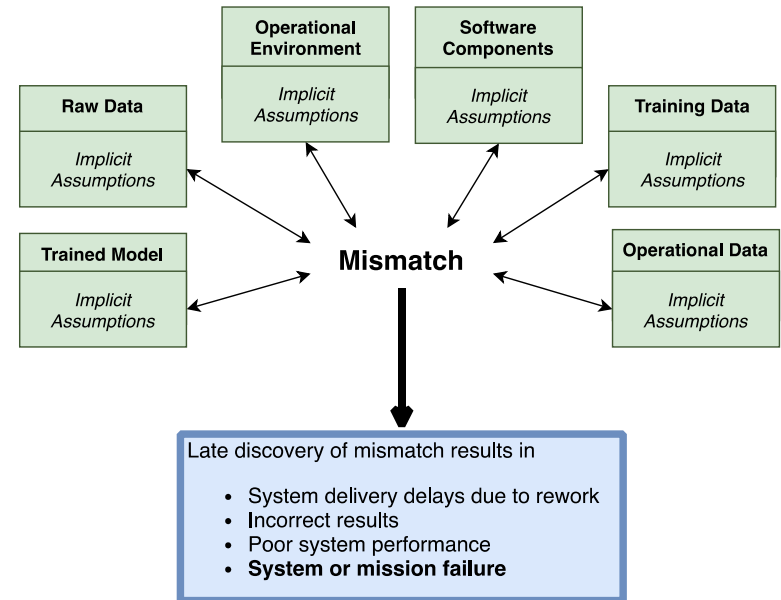 Operational
Environment
Implicit
Assumptions
Software
Components
Implicit
Assumptions
Raw Data
Implicit
Assumptions
Training Data
Implicit
Assumptions
Trained Model
Implicit
Assumptions
Mismatch
Operational Data
Implicit
Assumptions
Late discovery of mismatch results in
• System delivery delays due to rework
• Incorrect results
• Poor system performance
• System or mission failure